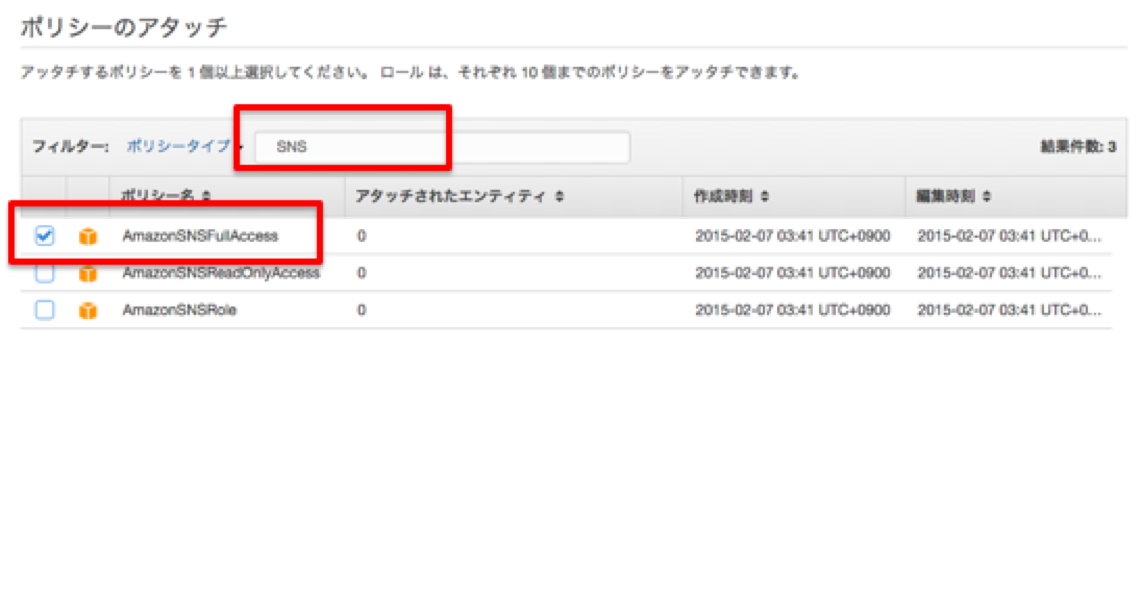 ポリシーのアタッチ
アッタチするポリシーを 1 個以上選択してください。 ロール は、それぞれ 10 個までのポリシーをアッタチできます。
フィルター: ポリシータイプ SNS 結果件数: 3
ポリシー名 アタッチされたエンティティ 作成時刻 編集時刻
AmazonSNSFullAccess 0 2015-02-07 03:41 UTC+0900 2015-02-07 03:41 UTC+0...
AmazonSNSReadOnlyAccess 0 2015-02-07 03:41 UTC+0900 2015-02-07 03:41 UTC+0...
AmazonSNSRole 0 2015-02-07 03:41 UTC+0900 2015-02-07 03:41 UTC+0...